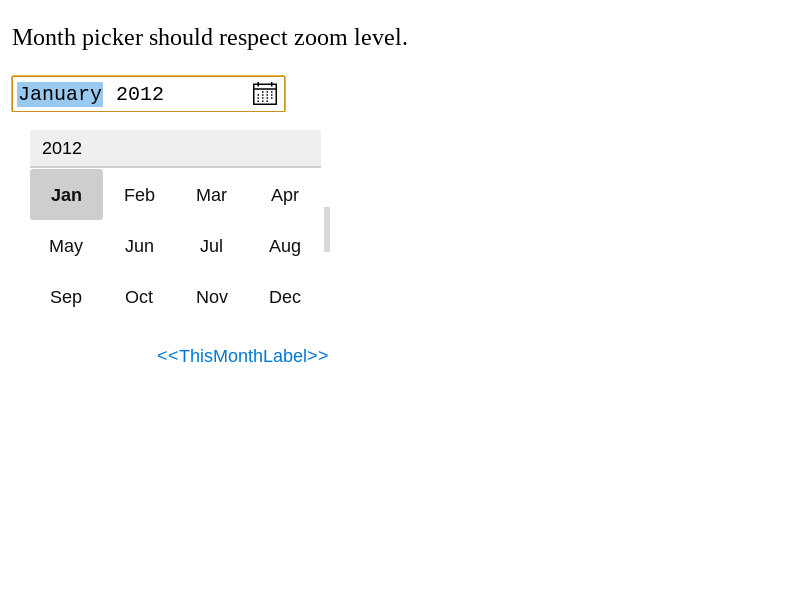 Month picker should respect zoom level.
January 2012
2012
Jan Feb Mar Apr
May Jun Jul Aug
Sep Oct Nov Dec
<<ThisMonthLabel>>